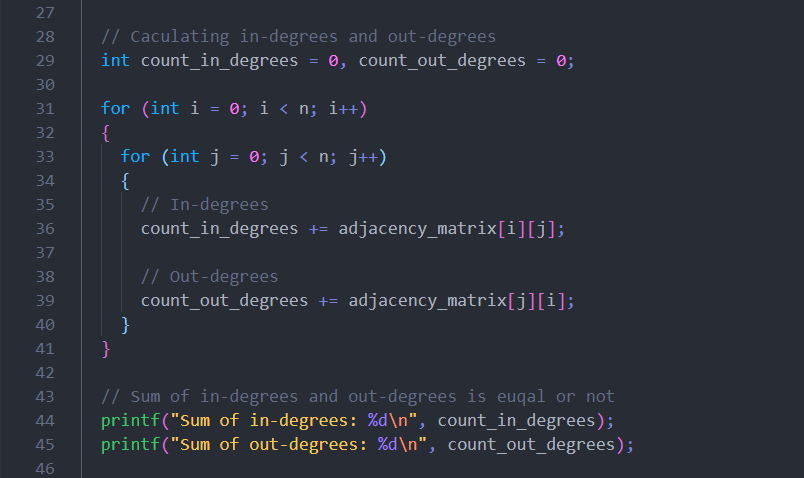 27
28 // Caculating in-degrees and out-degrees
29 int count_in_degrees = 0, count_out_degrees = 0;
30
31 for (int i = 0; i < n; i++)
32 {
33 for (int j = 0; j < n; j++)
34 {
35 // In-degrees
36 count_in_degrees += adjacency_matrix[i][j];
37
38 // Out-degrees
39 count_out_degrees += adjacency_matrix[j][i];
40 }
41 }
42
43 // Sum of in-degrees and out-degrees is euqal or not
44 printf("Sum of in-degrees: %d\n", count_in_degrees);
45 printf("Sum of out-degrees: %d\n", count_out_degrees);
46